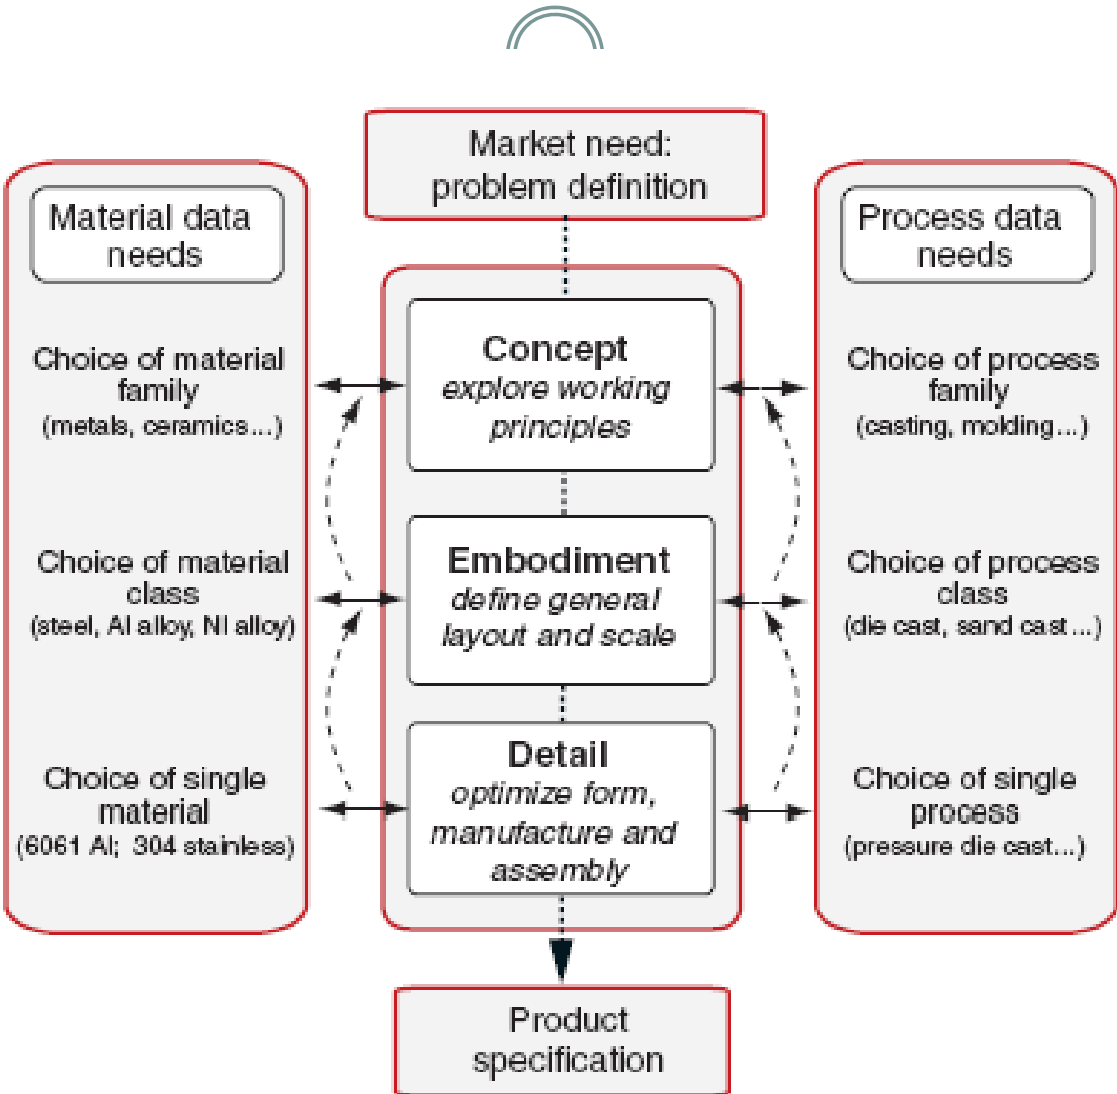 Market need:
problem definition
Material data
needs
Choice of material
family
(metals, ceramics...)
Choice of material
class
(steel, Al alloy, Ni alloy)
Choice of single
material
(6061 Al; 304 stainless)
Concept
explore working
principles
Embodiment
define general
layout and scale
Detail
optimize form,
manufacture and
assembly
Process data
needs
Choice of process
family
(casting, molding...)
Choice of process
class
(die cast, sand cast...)
Choice of single
process
(pressure die cast...)
Product
specification